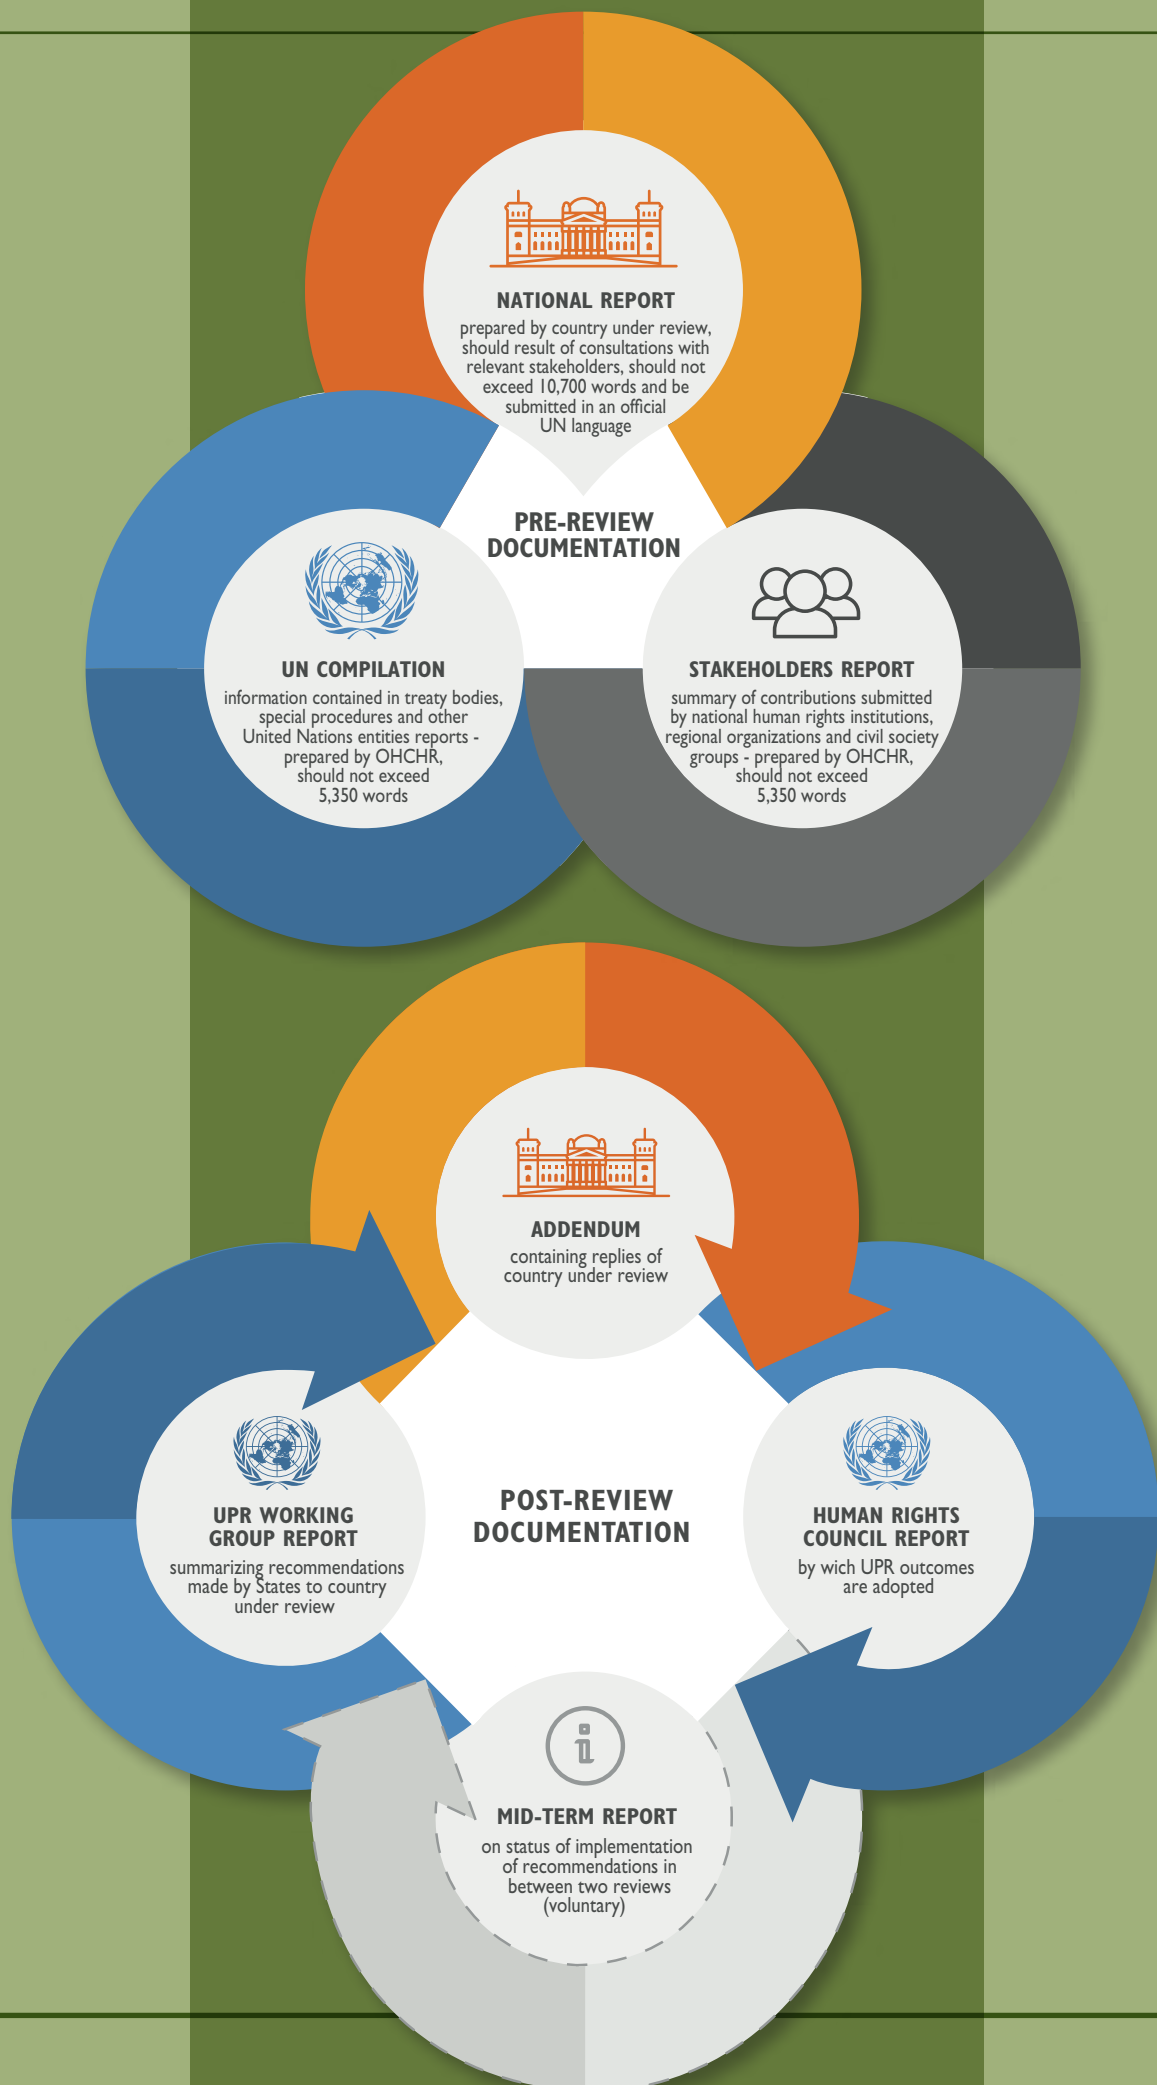 NATIONAL REPORT
prepared by country under review,
should result of consultations with
relevant stakeholders, should not
exceed 10,700 words and be
submitted in an official
UN language
PRE-REVIEW
DOCUMENTATION
UN COMPILATION
information contained in treaty bodies,
special procedures and other
United Nations entities reports -
prepared by OHCHR,
should not exceed
5,350 words
STAKEHOLDERS REPORT
summary of contributions submitted
by national human rights institutions,
regional organizations and civil society
groups - prepared by OHCHR,
should not exceed
5,350 words
ADDENDUM
containing replies of
country under review
UPR WORKING
GROUP REPORT
summarizing recommendations
made by States to country
under review
POST-REVIEW
DOCUMENTATION
HUMAN RIGHTS
COUNCIL REPORT
by wich UPR outcomes
are adopted
MID-TERM REPORT
on status of implementation
of recommendations in
between two reviews
(voluntary)